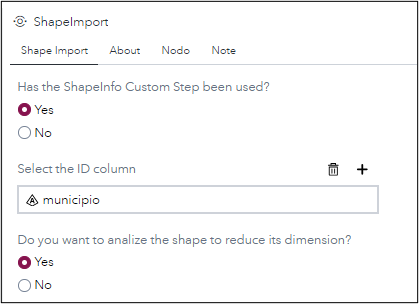 ShapeImport
Shape Import About Nodo Note
Has the ShapeInfo Custom Step been used?
Yes
No
Select the ID column
municipio
Do you want to analize the shape to reduce its dimension?
Yes
No